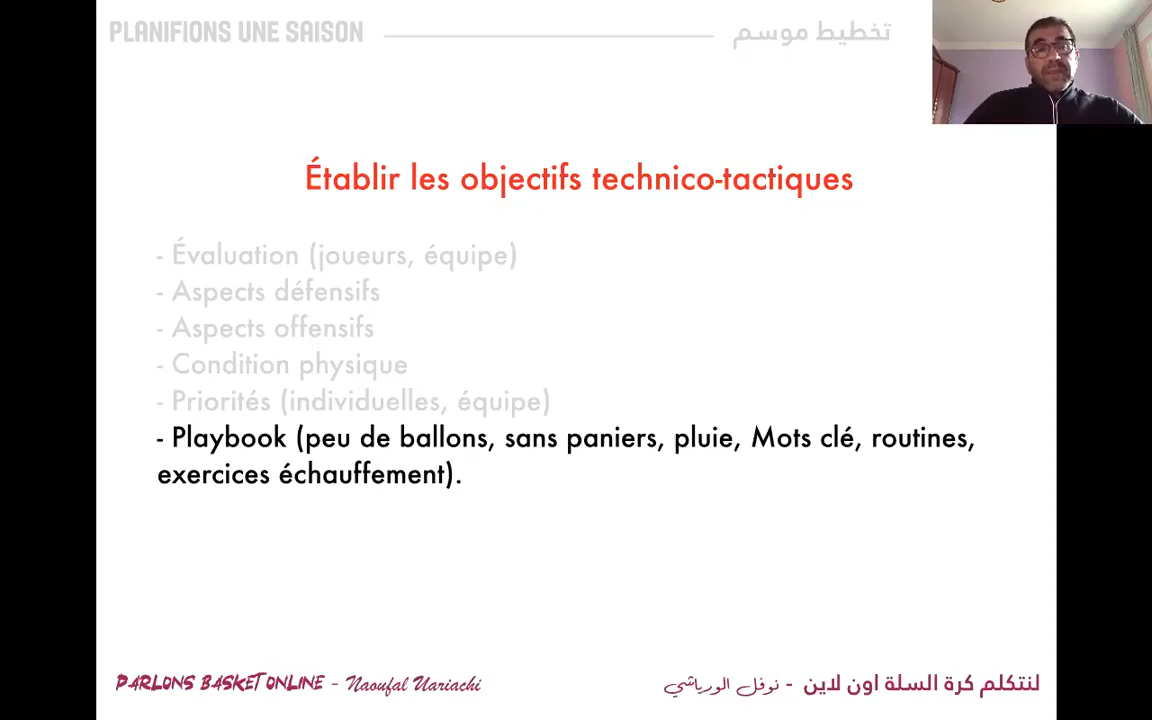 PLANIFIONS UNE SAISON
تخطيط موسم
Établir les objectifs technico-tactiques
- Évaluation (joueurs, équipe)
- Aspects défensifs
- Aspects offensifs
- Condition physique
- Priorités (individuelles, équipe)
- Playbook (peu de ballons, sans paniers, pluie, Mots clé, routines,
exercices échauffement).
PARLONS BASKET ONLINE - Naoufal Uariachi
لنتكلم كرة السلة اون لاين - نوفل الورياشي